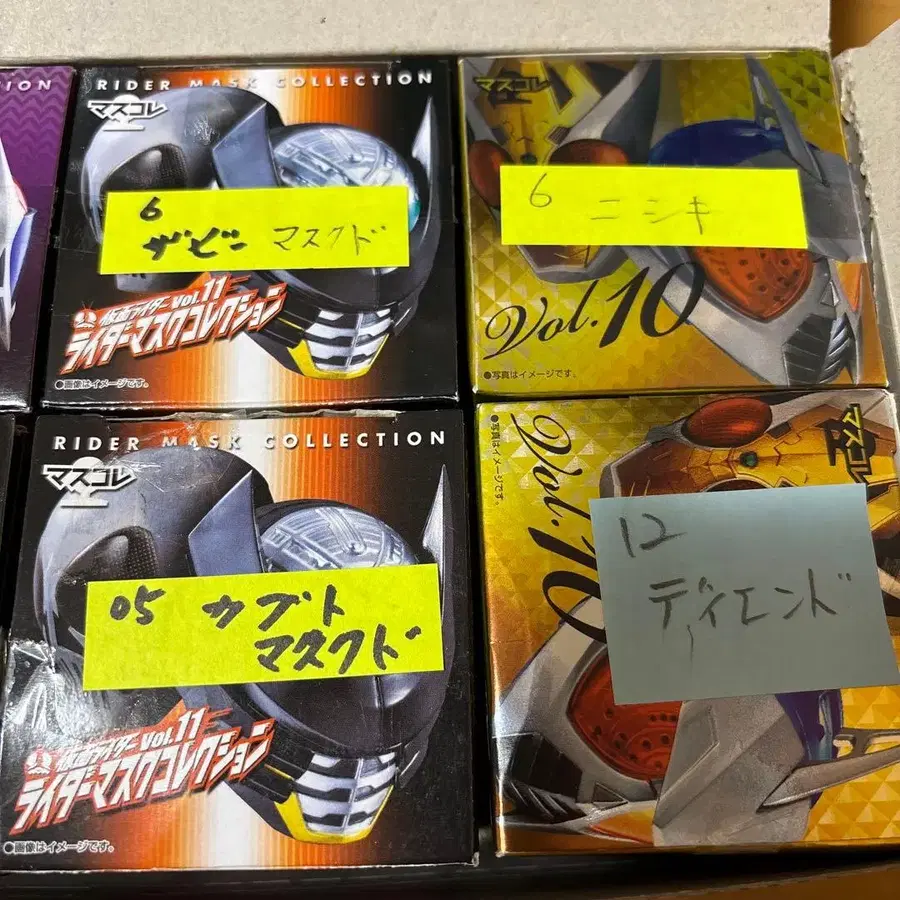 ION
RIDER MASK COLLECTION
マスコレ
6
ザビー マスクド
仮面ライダー vol.11
ライダーマスクコレクション
●画像はイメージです。
マスコレ
6
ニシキ
Vol.10
●写真はイメージです。
RIDER MASK COLLECTION
マスコレ
05 カブト
マスクド
仮面ライダー vol.11
ライダーマスクコレクション
●画像はイメージです。
●写真はイメージです。
Vol.10
マスコレ
12
ディエンド